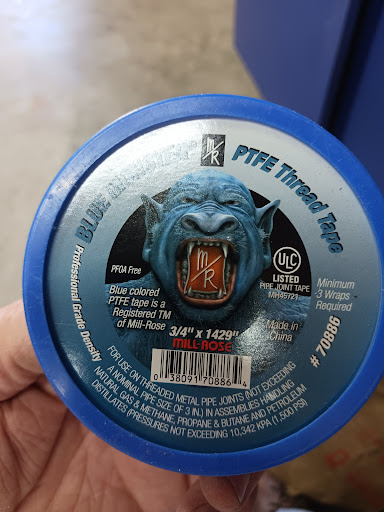 BLUE MONSTER M/R PTFE Thread Tape
Professional Grade Density
PFOA Free
Blue colored
PTFE tape is a
Registered TM
of Mill-Rose
M/R
UL C
LISTED
PIPE JOINT TAPE
MH45721
Minimum
3 Wraps
Required
3/4" x 1429"
MILL-ROSE
Made in
China
# 70886
0 38091 70886 4
FOR USE ON THREADED METAL PIPE JOINTS (NOT EXCEEDING
A NOMINAL PIPE SIZE OF 3 IN.) IN ASSEMBLIES HANDLING
NATURAL GAS & METHANE, PROPANE & BUTANE AND PETROLEUM
DISTILLATES (PRESSURES NOT EXCEEDING 10,342 KPA (1,500 PSI)